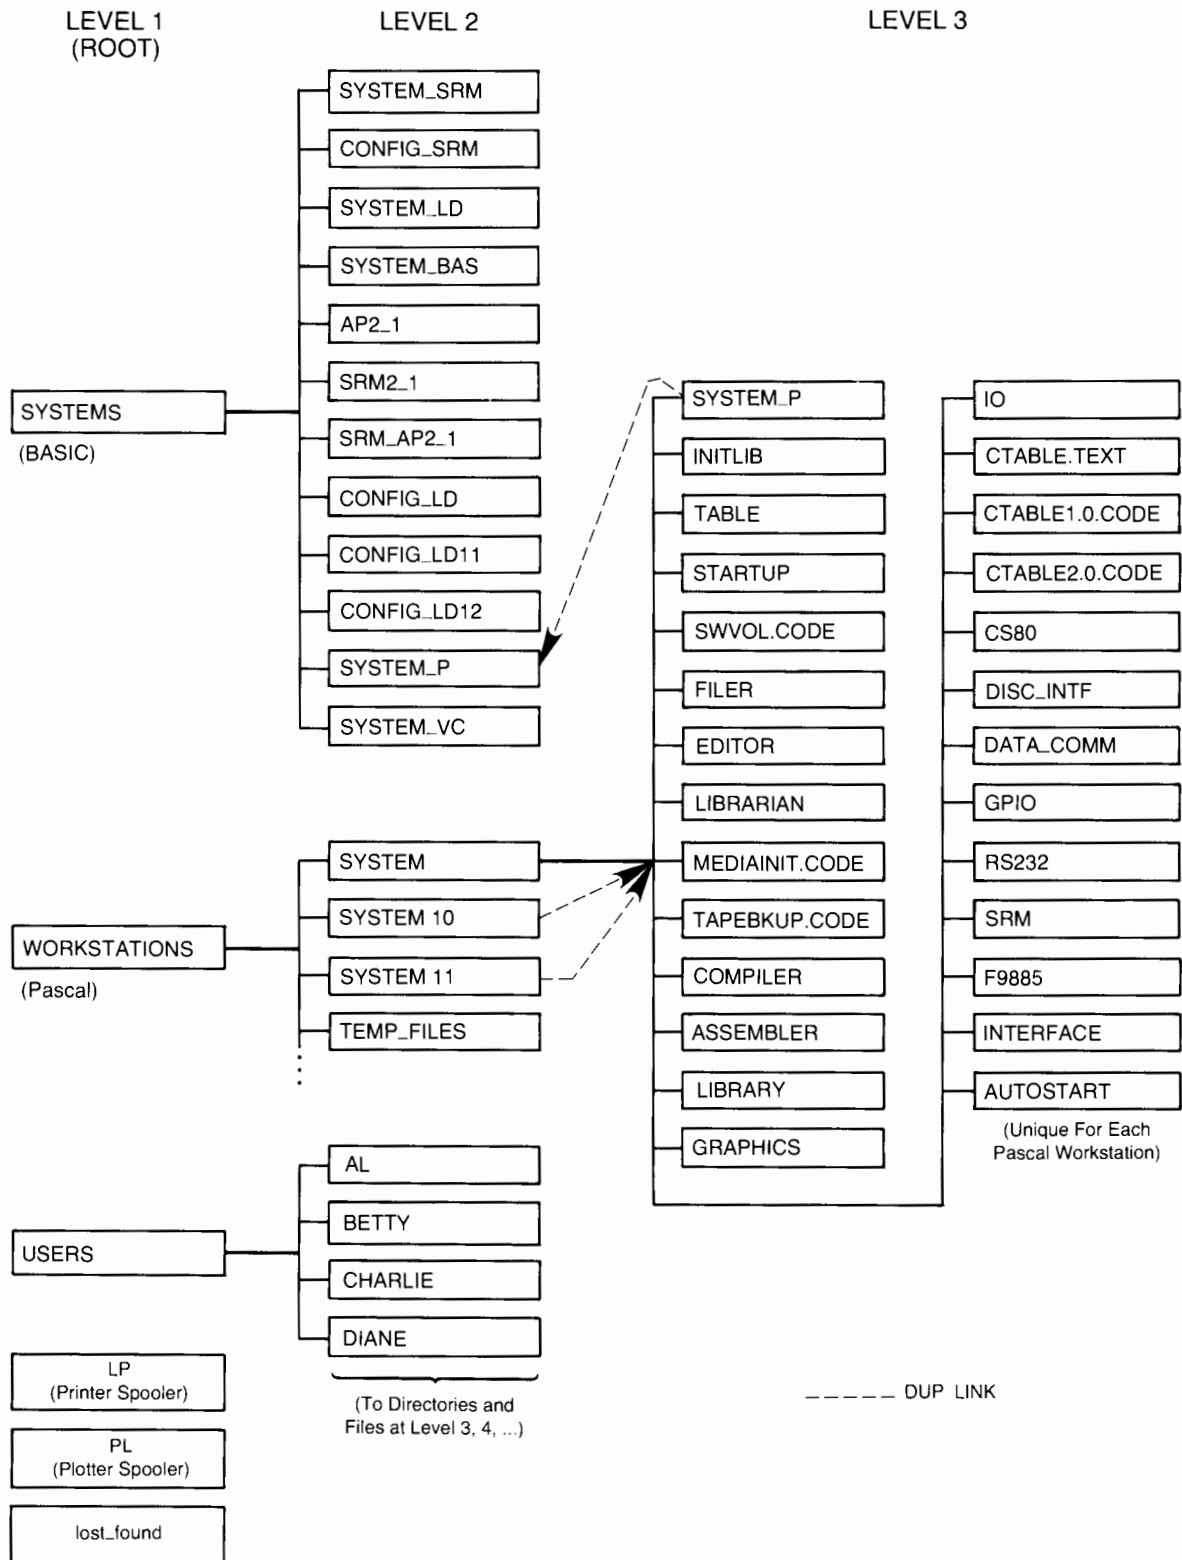 LEVEL 1
(ROOT)
LEVEL 2
LEVEL 3
SYSTEMS
(BASIC)
SYSTEM_SRM
CONFIG_SRM
SYSTEM_LD
SYSTEM_BAS
AP2_1
SRM2_1
SRM_AP2_1
CONFIG_LD
CONFIG_LD11
CONFIG_LD12
SYSTEM_P
SYSTEM_VC
WORKSTATIONS
(Pascal)
SYSTEM
SYSTEM 10
SYSTEM 11
TEMP_FILES
SYSTEM_P
INITLIB
TABLE
STARTUP
SWVOL.CODE
FILER
EDITOR
LIBRARIAN
MEDIAINIT.CODE
TAPEBKUP.CODE
COMPILER
ASSEMBLER
LIBRARY
GRAPHICS
IO
CTABLE.TEXT
CTABLE1.0.CODE
CTABLE2.0.CODE
CS80
DISC_INTF
DATA_COMM
GPIO
RS232
SRM
F9885
INTERFACE
AUTOSTART
(Unique For Each
Pascal Workstation)
USERS
AL
BETTY
CHARLIE
DIANE
(To Directories and
Files at Level 3, 4, ...)
LP
(Printer Spooler)
PL
(Plotter Spooler)
lost_found
DUP LINK